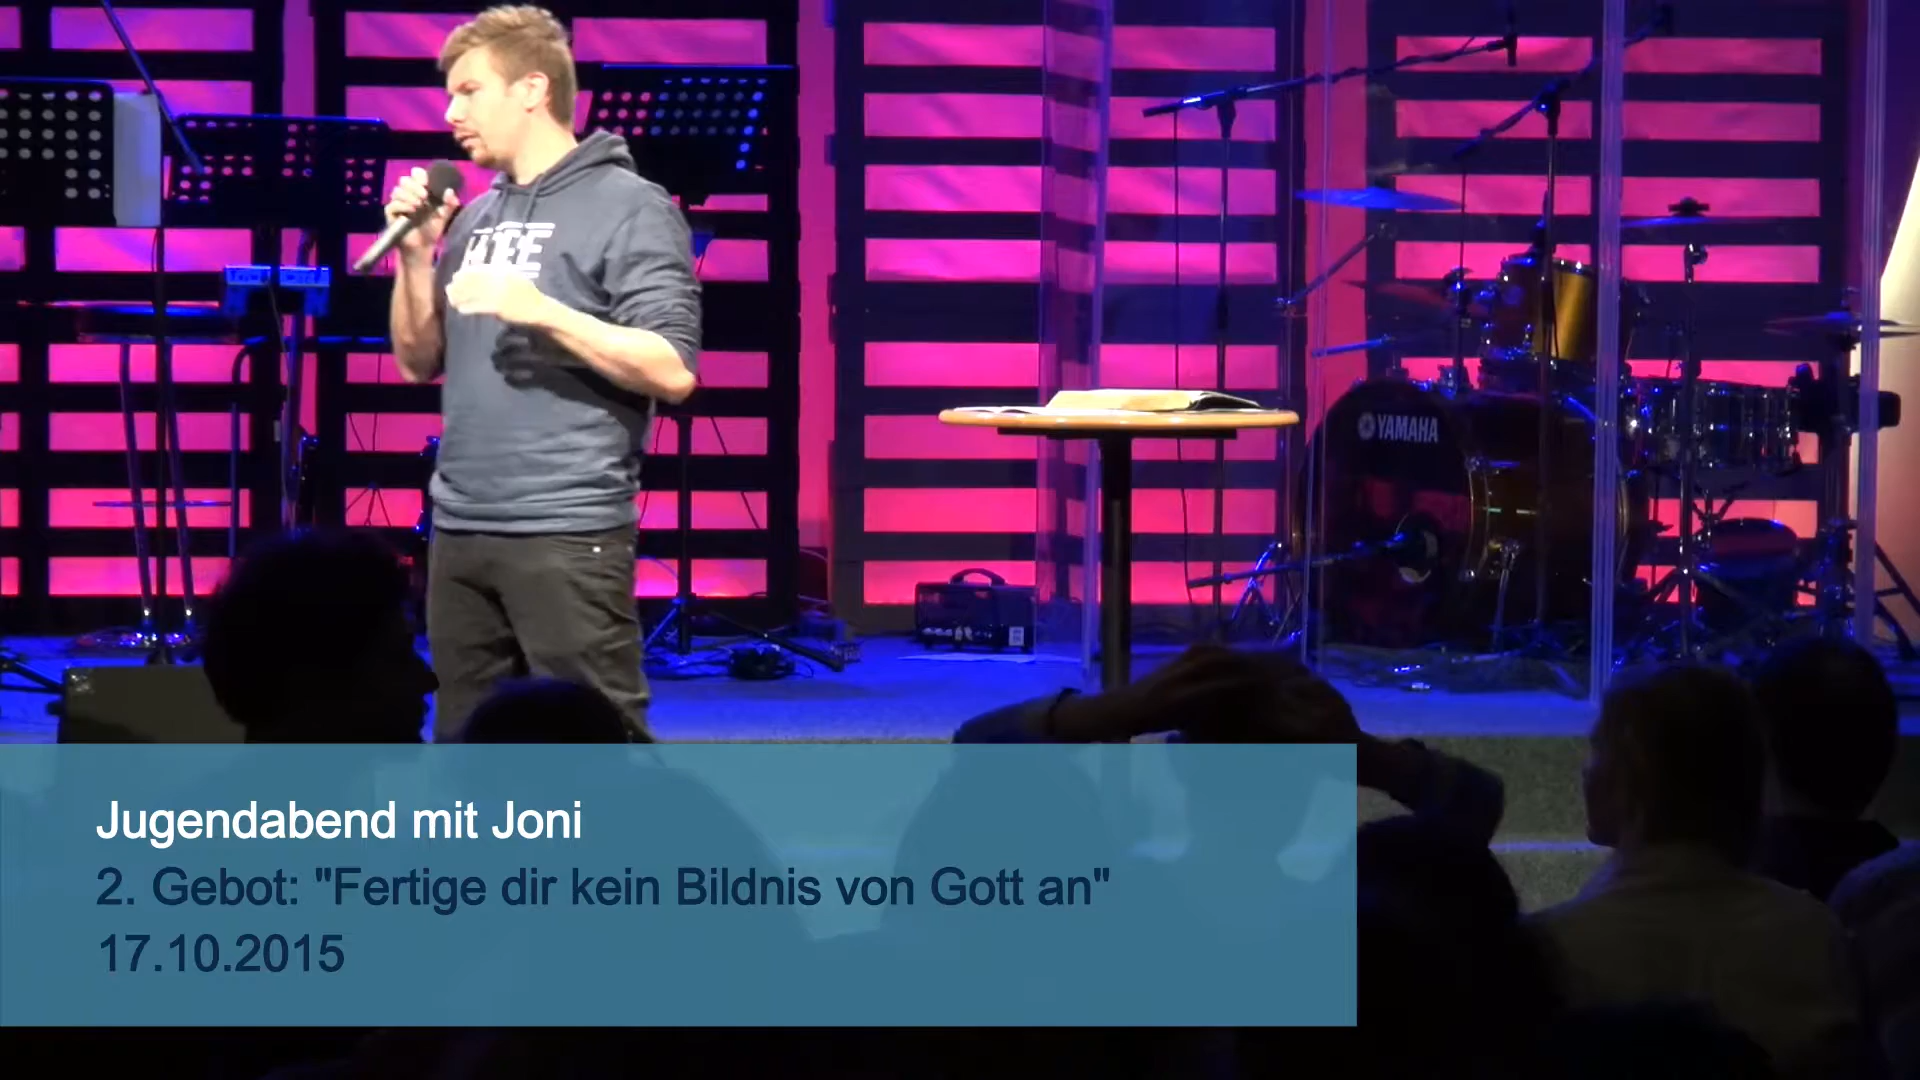 YAMAHA
Jugendabend mit Joni
2. Gebot: "Fertige dir kein Bildnis von Gott an"
17.10.2015